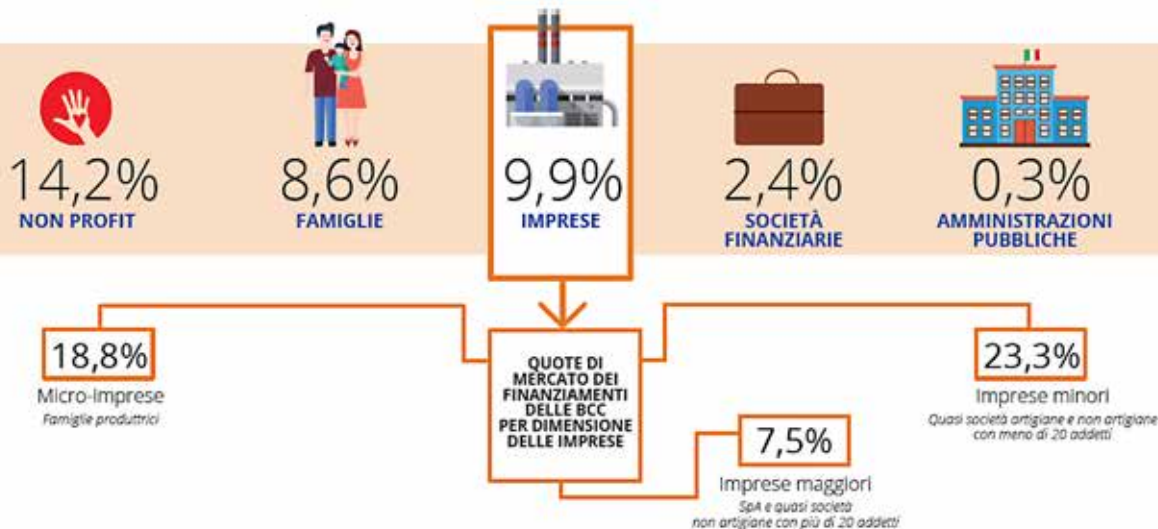 14,2%
NON PROFIT
8,6%
FAMIGLIE
9,9%
IMPRESE
2,4%
SOCIETÀ
FINANZIARIE
0,3%
AMMINISTRAZIONI
PUBBLICHE
18,8%
Micro-Imprese
Famiglie produttrici
QUOTE DI
MERCATO DEI
FINANZIAMENTI
DELLE BCC
PER DIMENSIONE
DELLE IMPRESE
7,5%
Imprese maggiori
SpA e quasi società
non artigiane con più di 20 addetti
23,3%
Imprese minori
Quasi società artigiane e non artigiane
con meno di 20 addetti